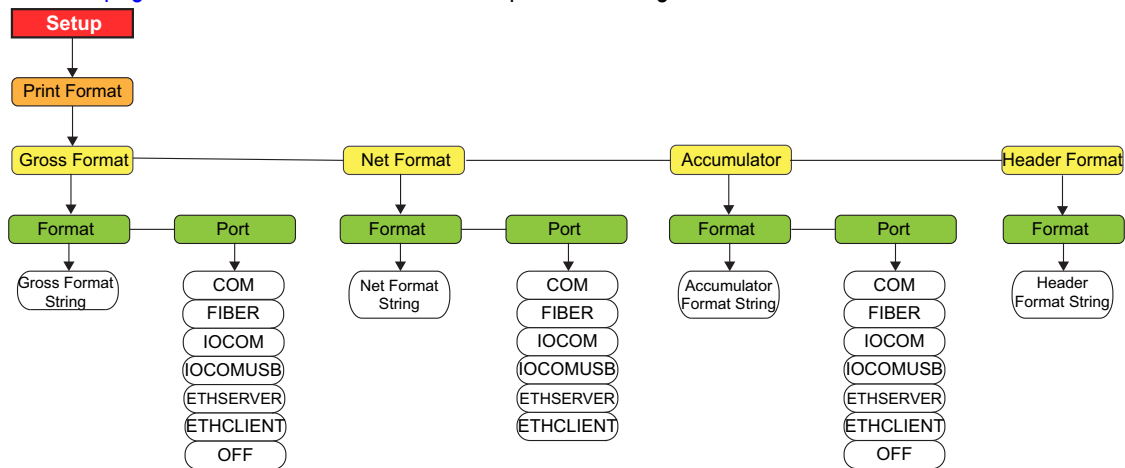 Setup
Print Format
Gross Format
Net Format
Accumulator
Header Format
Format
Port
Format
Port
Format
Port
Format
Gross Format
String
COM
FIBER
IOCOM
IOCOMUSB
ETHSERVER
ETHCLIENT
OFF
Net Format
String
COM
FIBER
IOCOM
IOCOMUSB
ETHSERVER
ETHCLIENT
Accumulator
Format String
COM
FIBER
IOCOM
IOCOMUSB
ETHSERVER
ETHCLIENT
OFF
Header
Format String